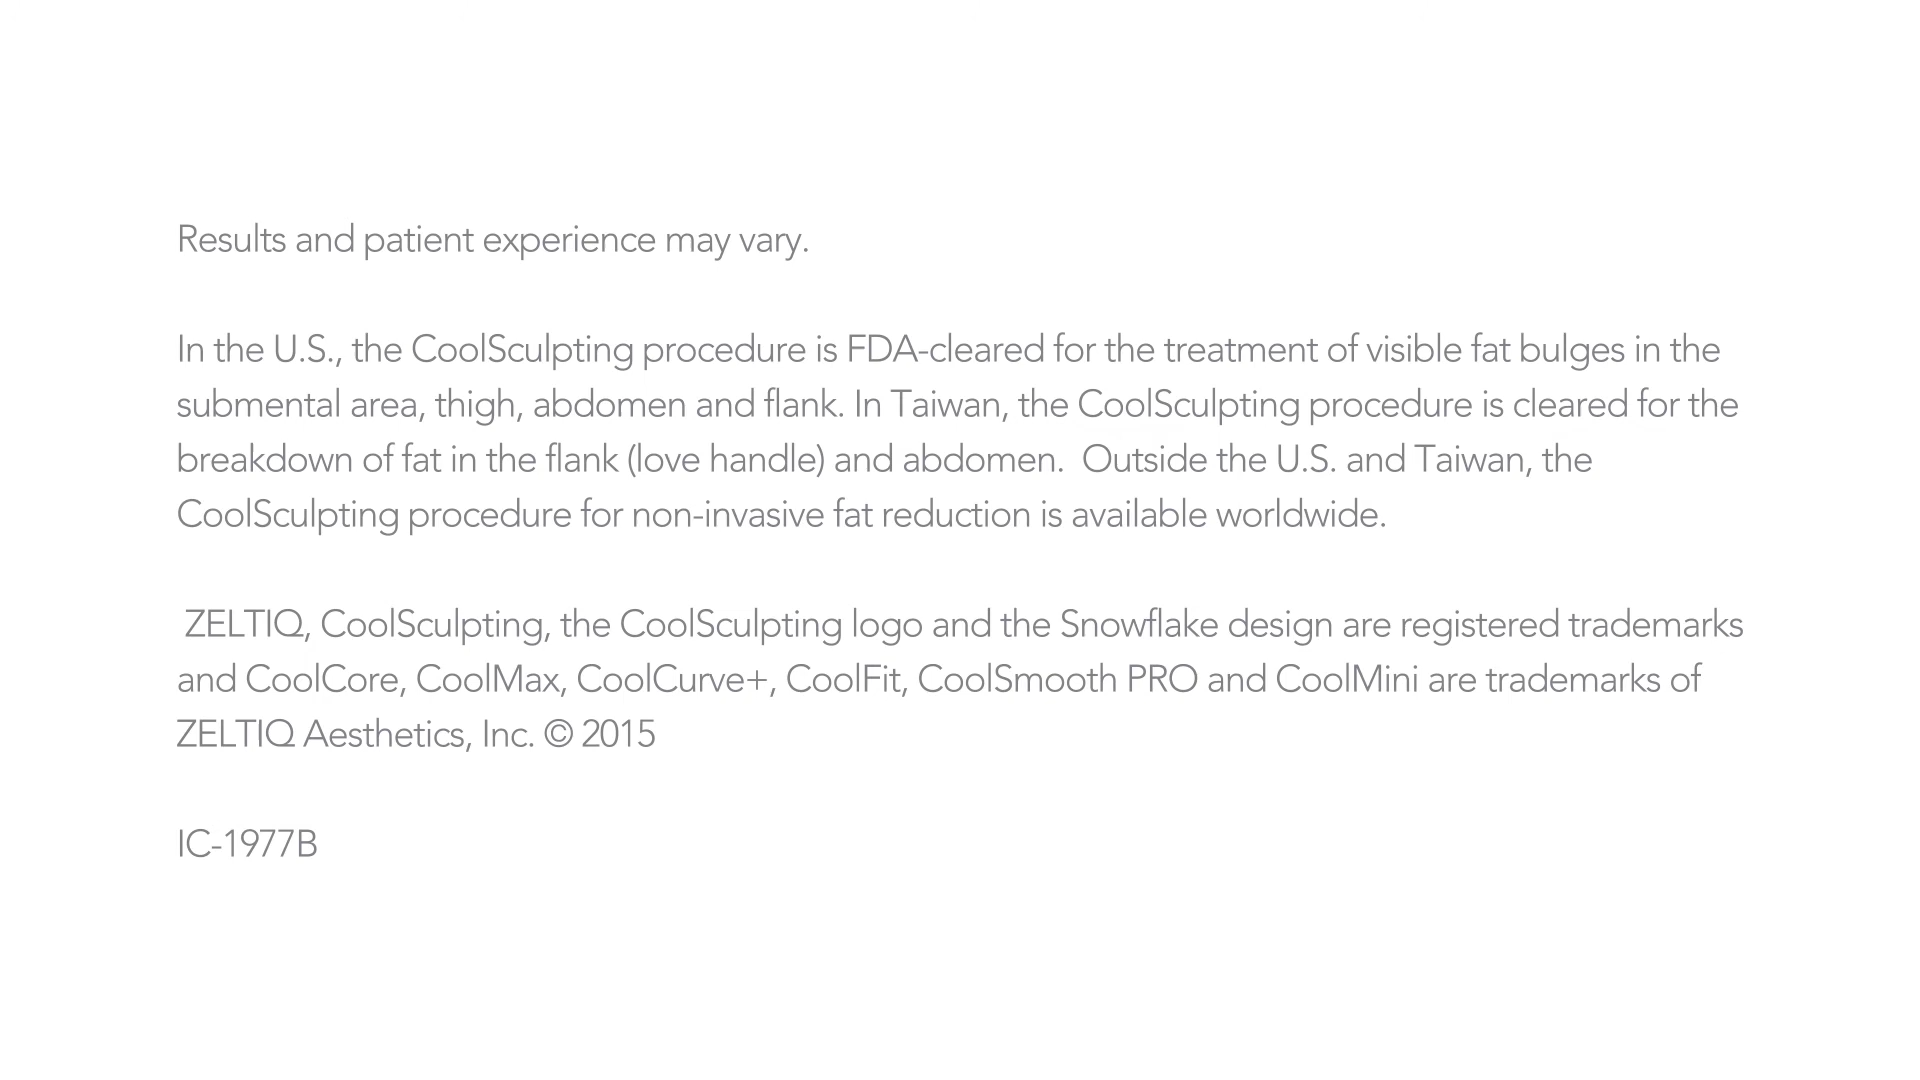 Results and patient experience may vary.
In the U.S., the CoolSculpting procedure is FDA-cleared for the treatment of visible fat bulges in the
submental area, thigh, abdomen and flank. In Taiwan, the CoolSculpting procedure is cleared for the
breakdown of fat in the flank (love handle) and abdomen.  Outside the U.S. and Taiwan, the
CoolSculpting procedure for non-invasive fat reduction is available worldwide.
ZELTIQ, CoolSculpting, the CoolSculpting logo and the Snowflake design are registered trademarks
and CoolCore, CoolMax, CoolCurve+, CoolFit, CoolSmooth PRO and CoolMini are trademarks of
ZELTIQ Aesthetics, Inc. © 2015
IC-1977B